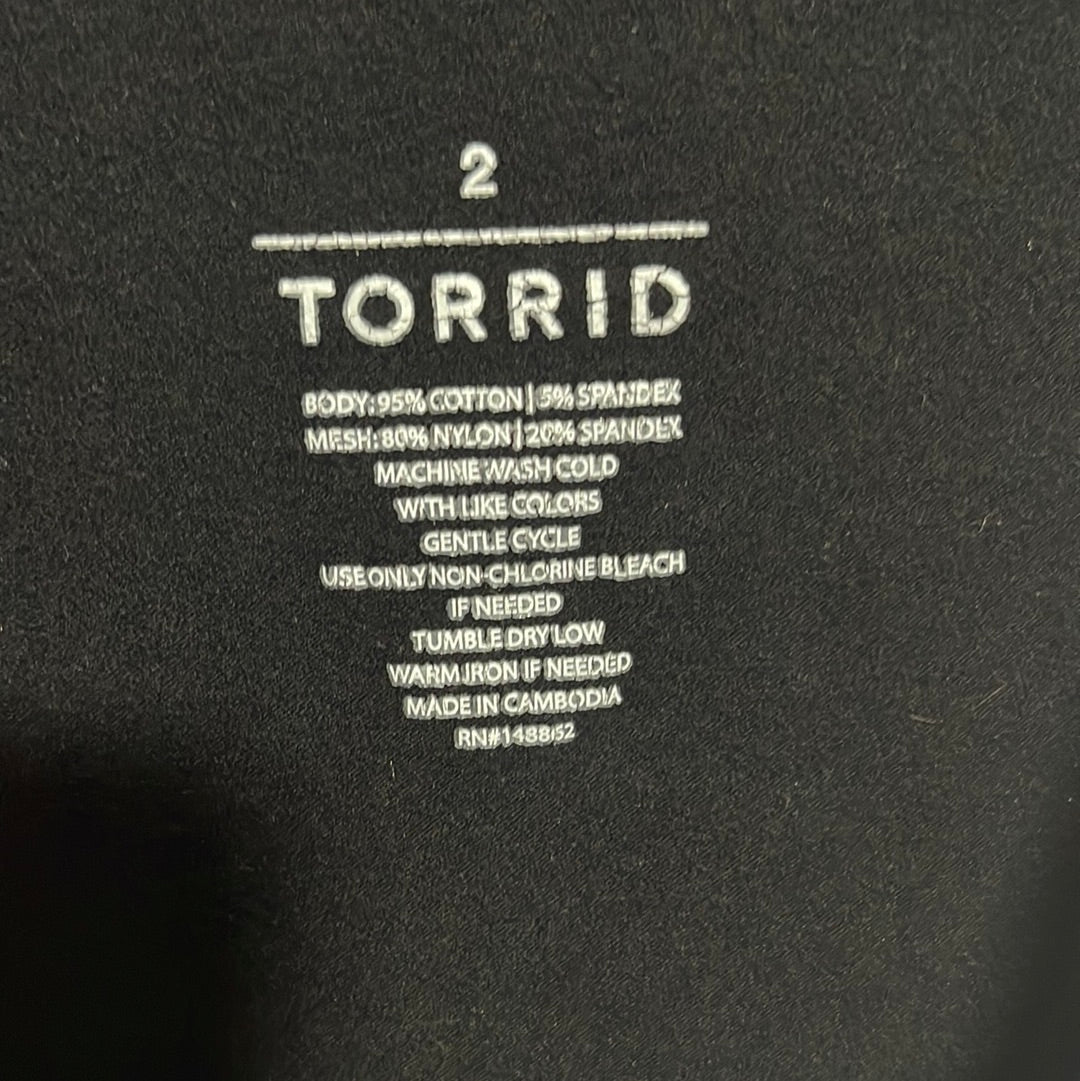 2
TORRID
BODY: 95% COTTON | 5% SPANDEX
MESH: 80% NYLON | 20% SPANDEX
MACHINE WASH COLD
WITH LIKE COLORS
GENTLE CYCLE
USE ONLY NON-CHLORINE BLEACH
IF NEEDED
TUMBLE DRY LOW
WARM IRON IF NEEDED
MADE IN CAMBODIA
RN#148862